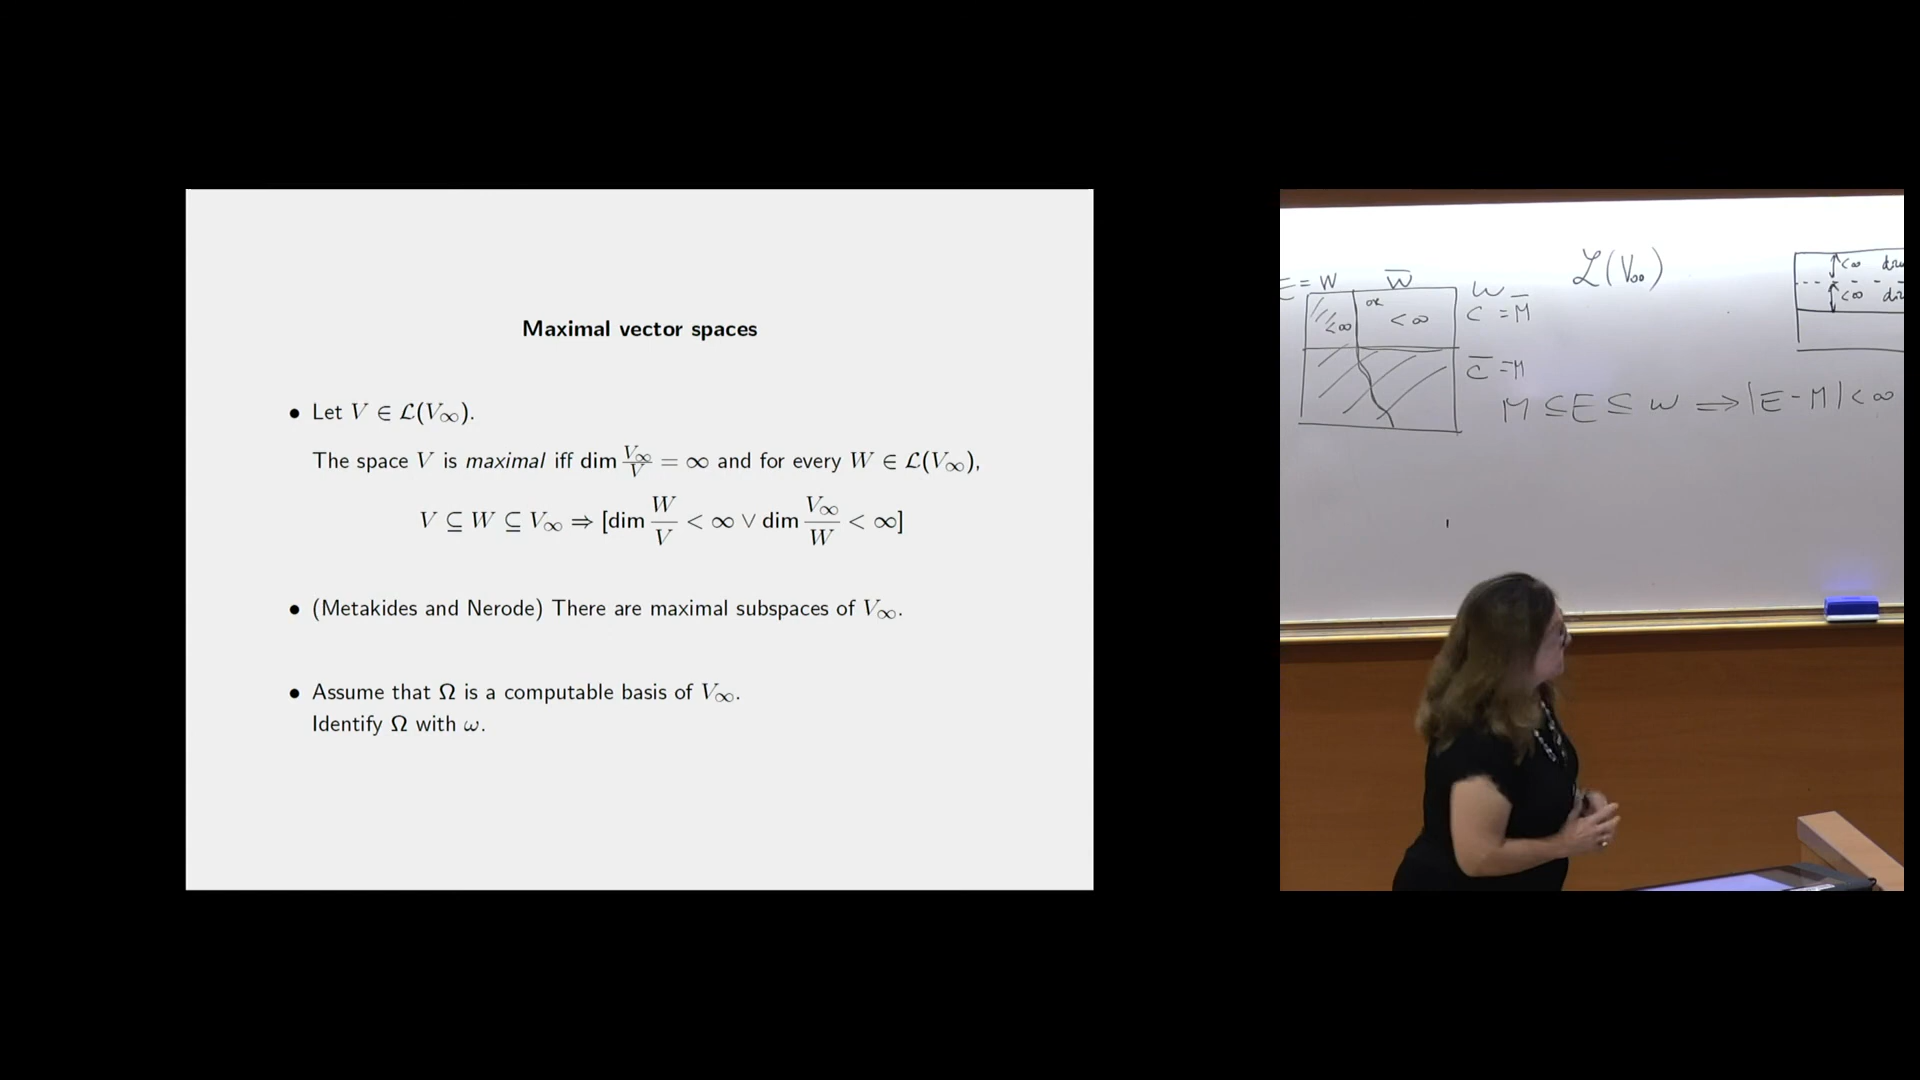 Maximal vector spaces
• Let V ∈ ℒ(V∞).
The space V is maximal iff dim V∞/V = ∞ and for every W ∈ ℒ(V∞),
V ⊆ W ⊆ V∞ ⇒ [dim W/V < ∞ ∨ dim V∞/W < ∞]
• (Metakides and Nerode) There are maximal subspaces of V∞.
• Assume that Ω is a computable basis of V∞.
Identify Ω with ω.
ℒ(V∞)
E = W W̅ ω
<∞ or <∞ C = M̅
C̅ = M
M ⊆ E ⊆ ω ⇒ |E - M| < ∞
<∞
<∞